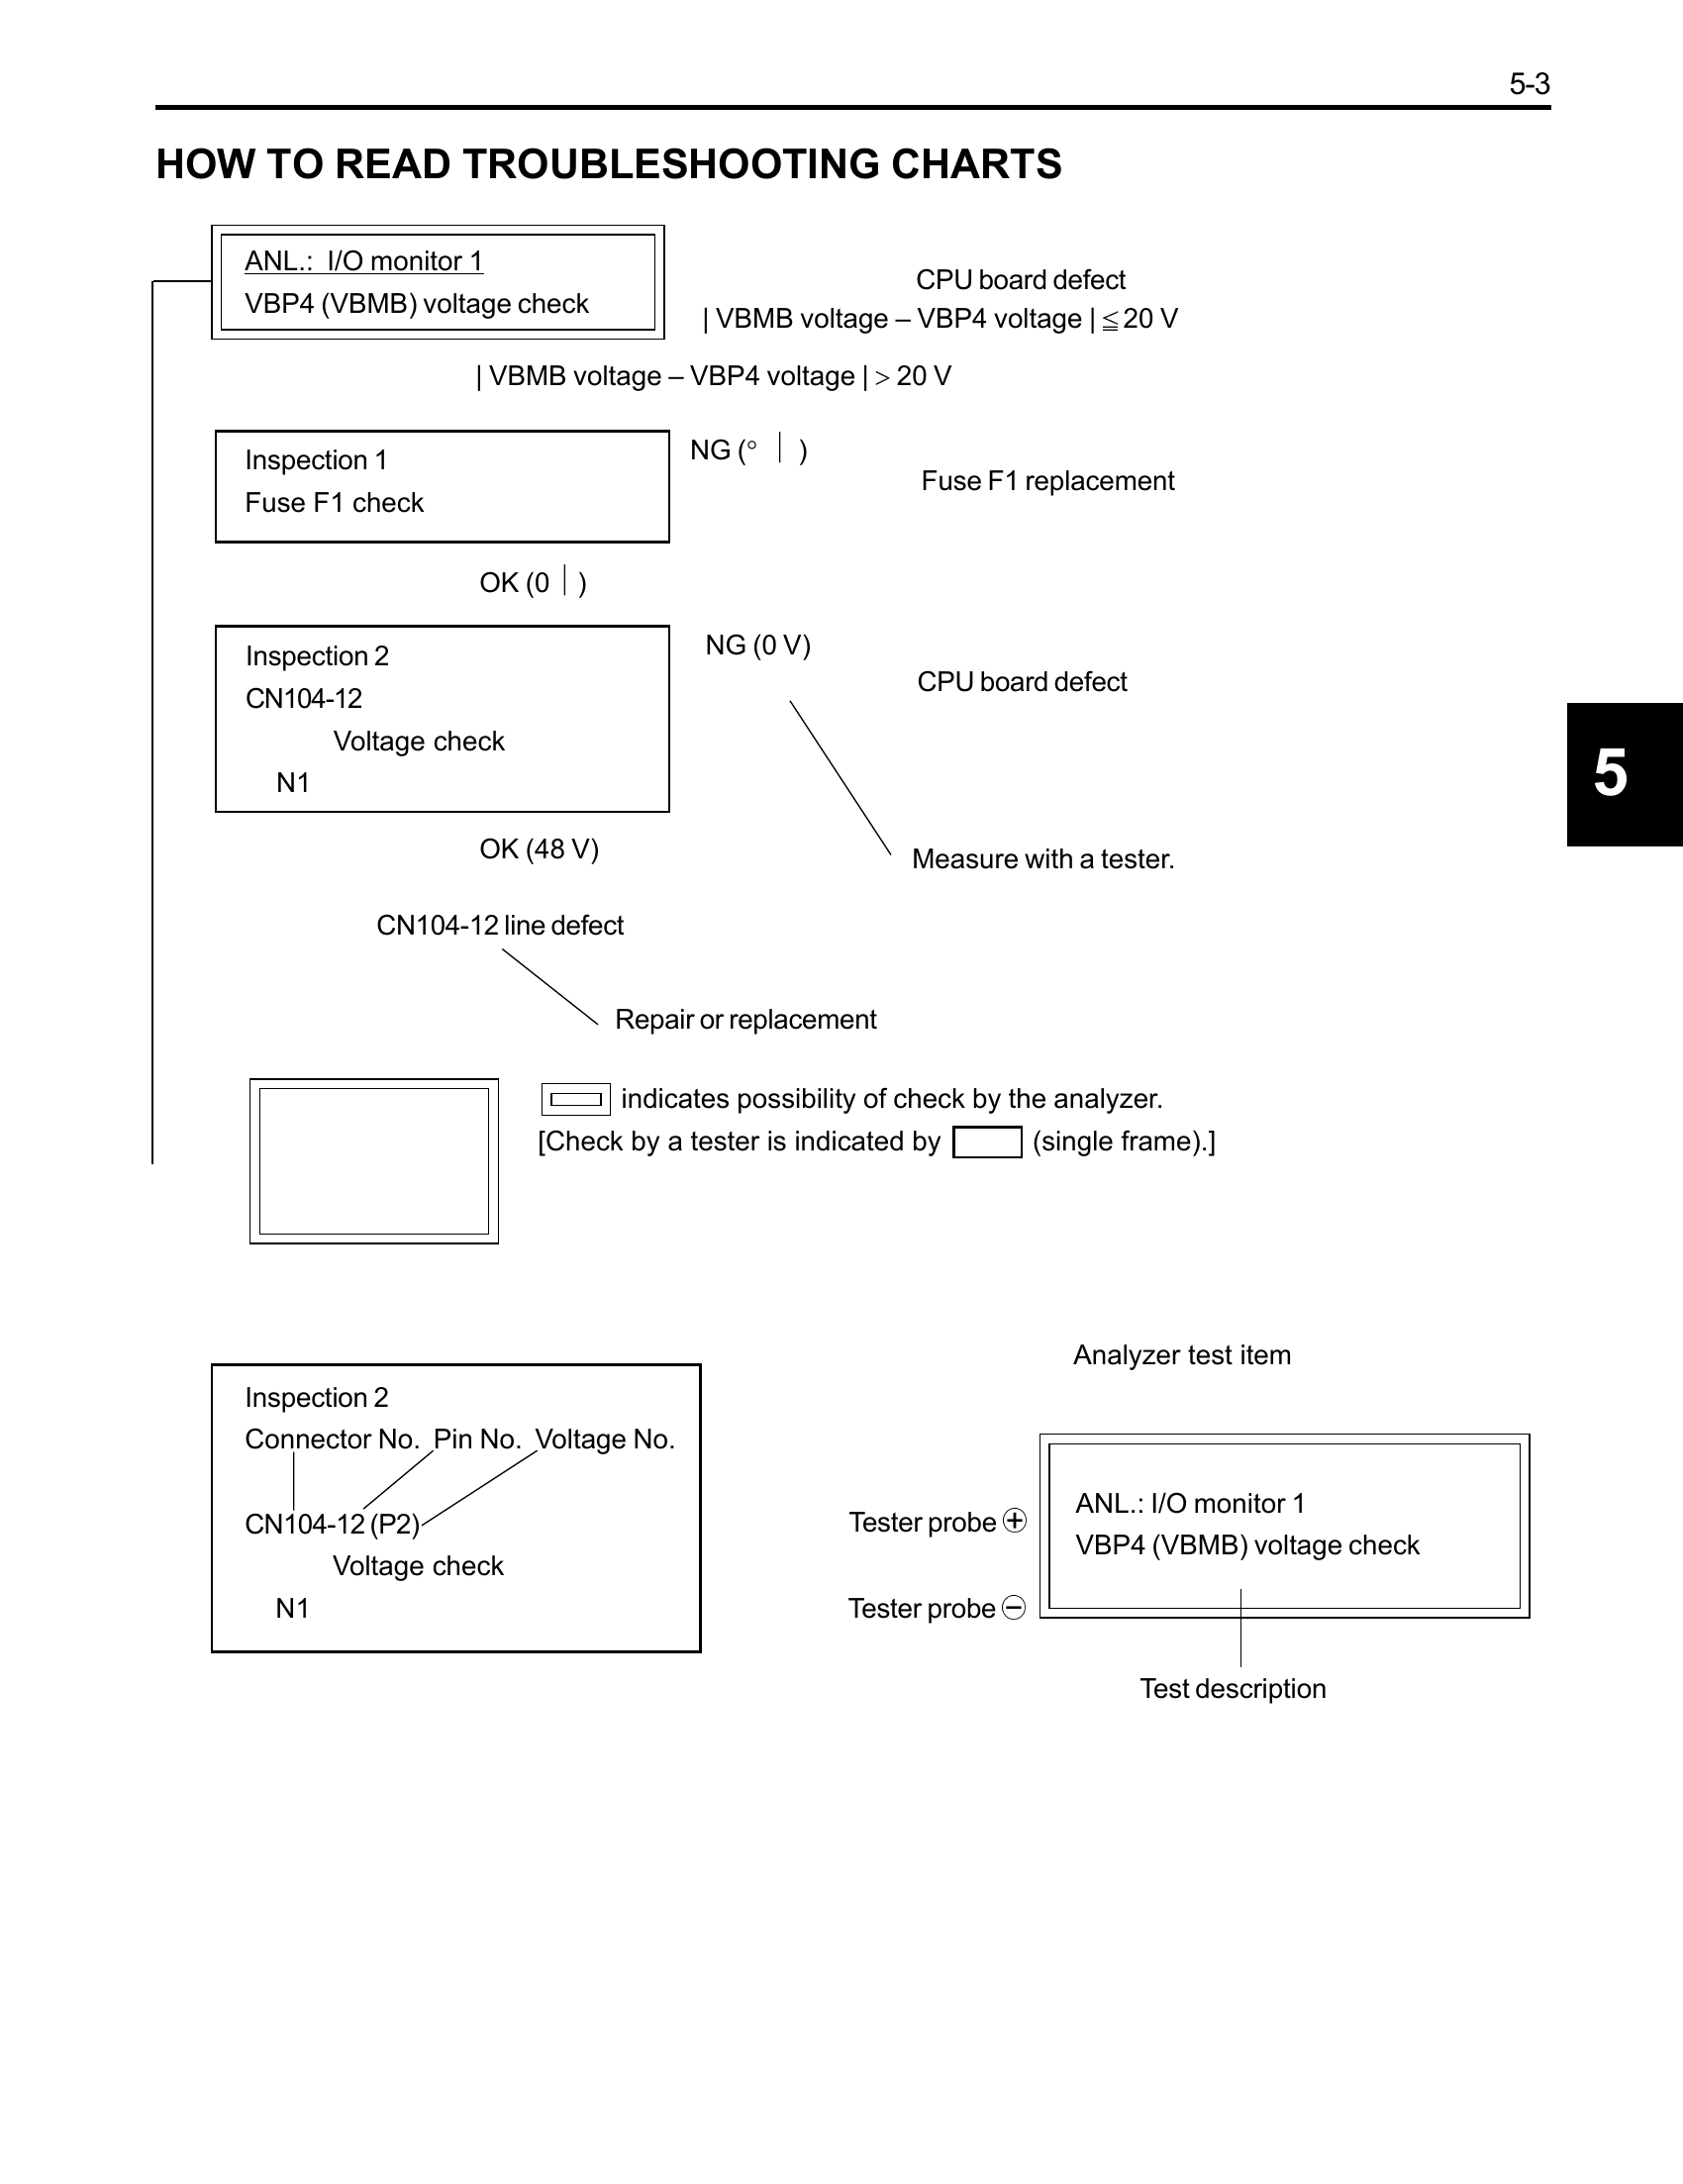 5-3
HOW TO READ TROUBLESHOOTING CHARTS
ANL.: I/O monitor 1
VBP4 (VBMB) voltage check
CPU board defect
| VBMB voltage – VBP4 voltage | ≦ 20 V
| VBMB voltage – VBP4 voltage | > 20 V
Inspection 1
Fuse F1 check
NG (° | )
Fuse F1 replacement
OK (0 | )
Inspection 2
CN104-12
Voltage check
N1
NG (0 V)
CPU board defect
5
OK (48 V)
Measure with a tester.
CN104-12 line defect
Repair or replacement
indicates possibility of check by the analyzer.
[Check by a tester is indicated by (single frame).]
Analyzer test item
Inspection 2
Connector No. Pin No. Voltage No.
CN104-12 (P2)
Voltage check
N1
Tester probe ⊕
Tester probe ⊖
ANL.: I/O monitor 1
VBP4 (VBMB) voltage check
Test description